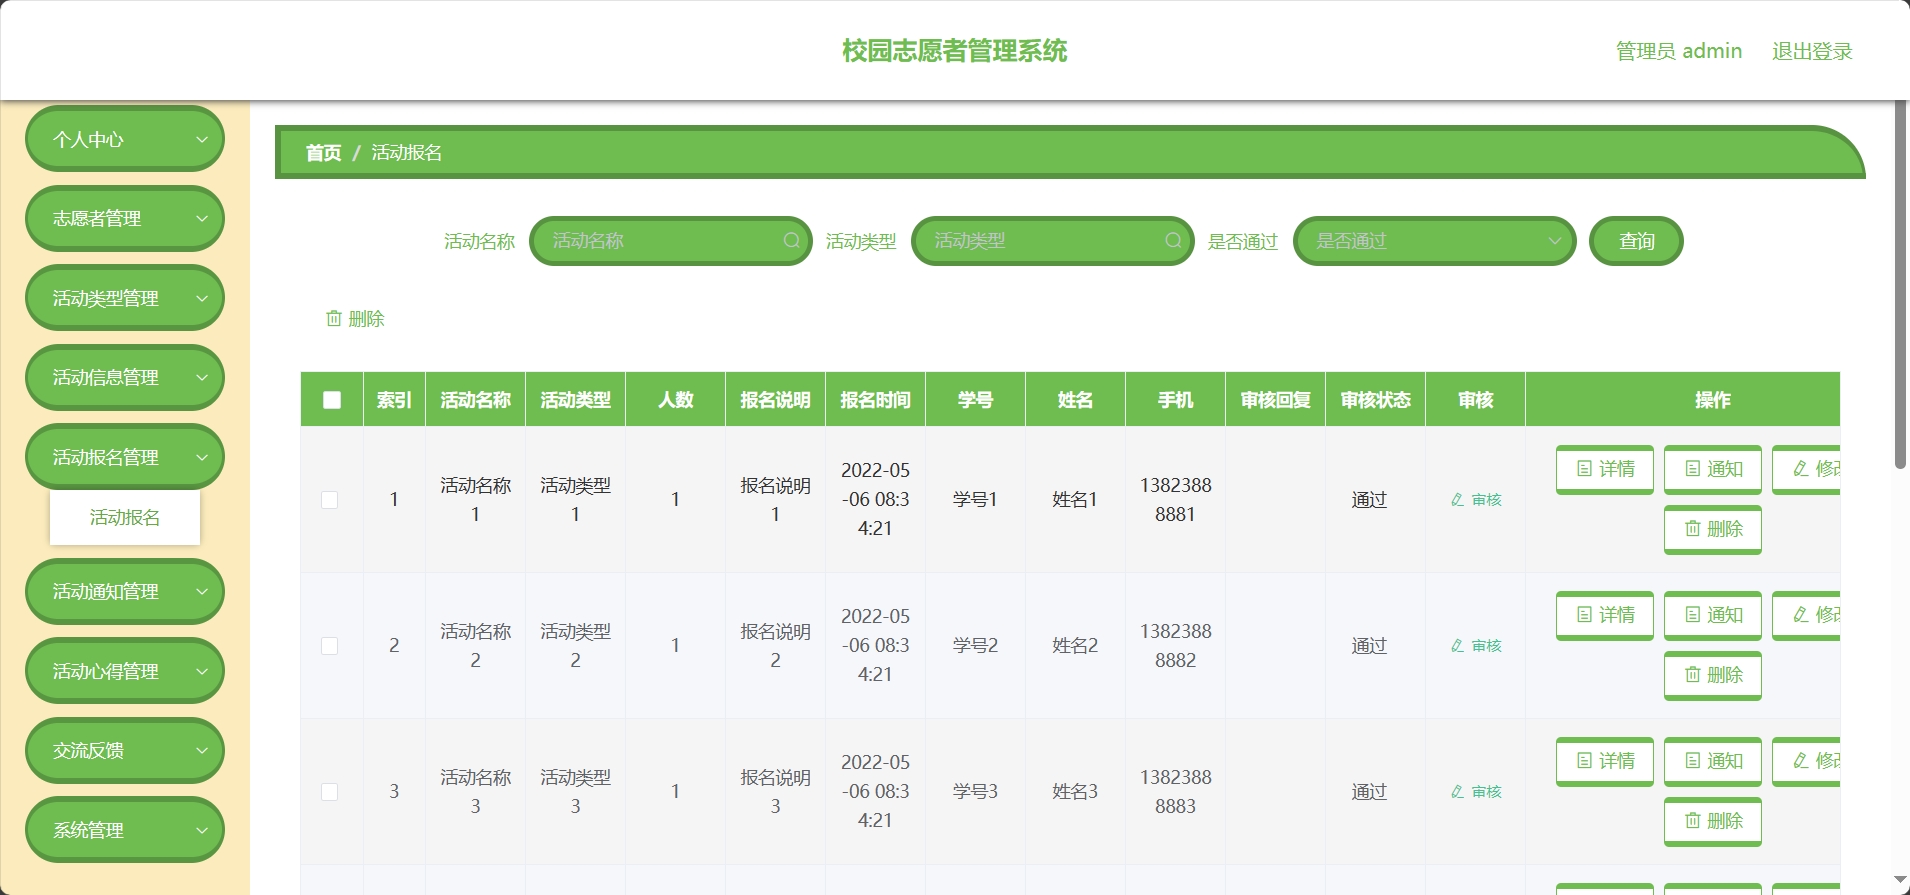 校园志愿者管理系统
管理员 admin 退出登录
个人中心
志愿者管理
活动类型管理
活动信息管理
活动报名管理
活动报名
活动通知管理
活动心得管理
交流反馈
系统管理
首页 / 活动报名
活动名称 活动名称 活动类型 活动类型 是否通过 是否通过 查询
删除
索引 活动名称 活动类型 人数 报名说明 报名时间 学号 姓名 手机 审核回复 审核状态 审核 操作
1 活动名称1 活动类型1 1 报名说明1 2022-05-06 08:34:21 学号1 姓名1 13823888881 通过 审核 详情 通知 修改 删除
2 活动名称2 活动类型2 1 报名说明2 2022-05-06 08:34:21 学号2 姓名2 13823888882 通过 审核 详情 通知 修改 删除
3 活动名称3 活动类型3 1 报名说明3 2022-05-06 08:34:21 学号3 姓名3 13823888883 通过 审核 详情 通知 修改 删除